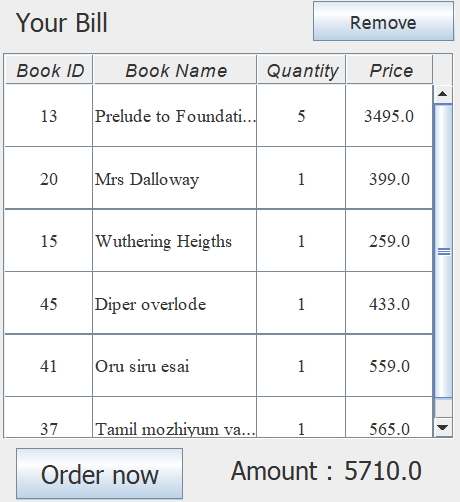 Your Bill Remove
Book ID Book Name Quantity Price
13 Prelude to Foundati... 5 3495.0
20 Mrs Dalloway 1 399.0
15 Wuthering Heigths 1 259.0
45 Diper overlode 1 433.0
41 Oru siru esai 1 559.0
37 Tamil mozhiyum va... 1 565.0
Order now Amount : 5710.0